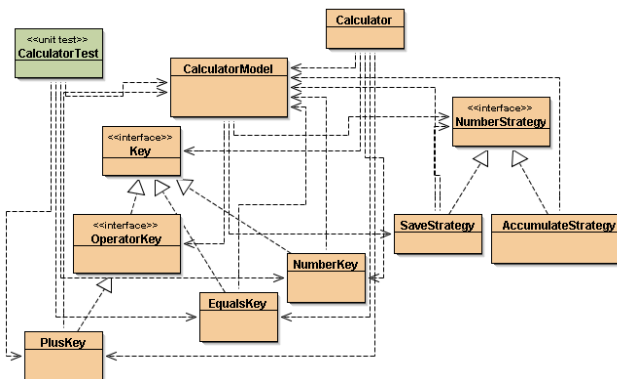 Calculator
<<unit test>>
CalculatorTest
CalculatorModel
<<interface>>
NumberStrategy
<<interface>>
Key
<<interface>>
OperatorKey
SaveStrategy
AccumulateStrategy
NumberKey
EqualsKey
PlusKey